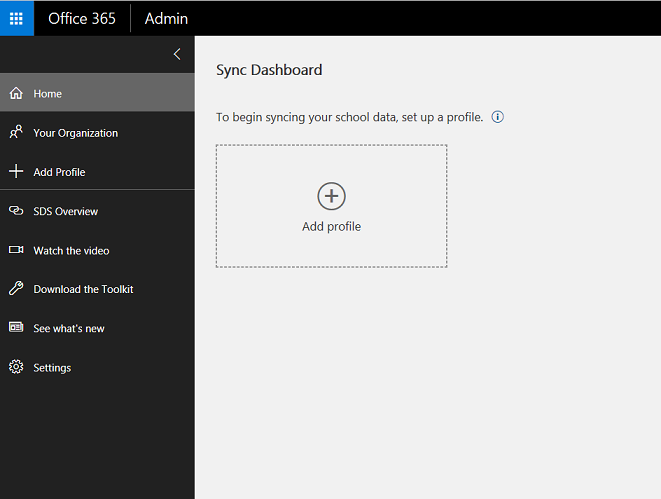 Office 365 Admin
Home
Your Organization
Add Profile
SDS Overview
Watch the video
Download the Toolkit
See what's new
Settings
Sync Dashboard
To begin syncing your school data, set up a profile.
Add profile